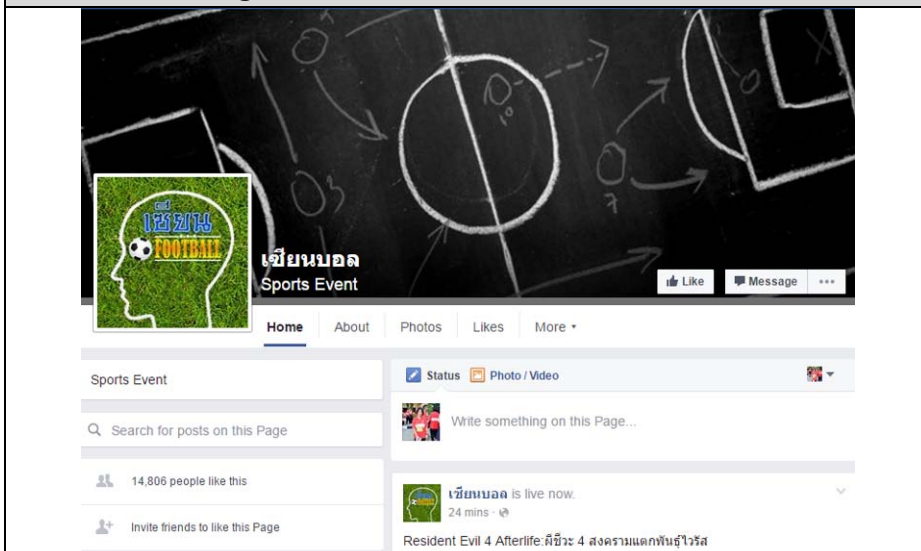 เซียน
FOOTBALL
เซียนบอล
Sports Event
Like
Message
Home About Photos Likes More
Sports Event
Status Photo / Video
Search for posts on this Page
Write something on this Page...
14,806 people like this
เซียนบอล is live now.
24 mins
Invite friends to like this Page
Resident Evil 4 Afterlife:ผีชีวะ 4 สงครามแตกพันธุ์ไวรัส